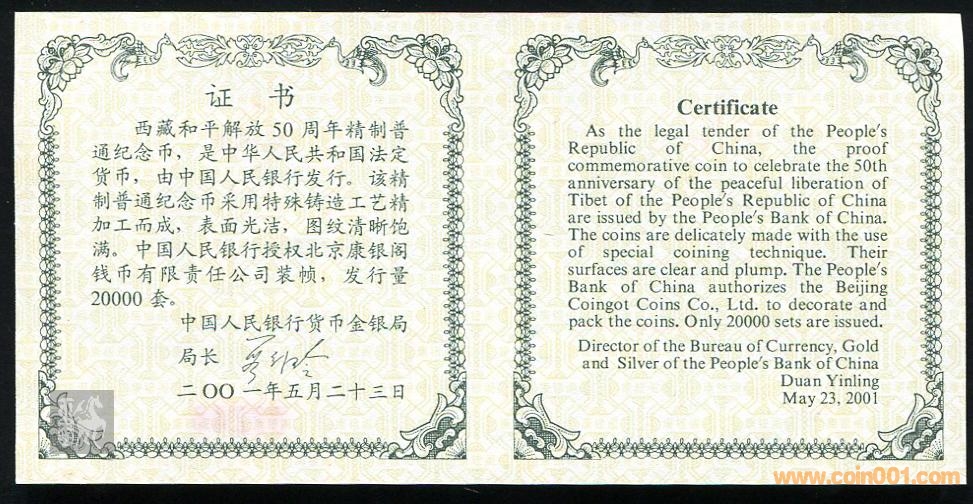 证 书
西藏和平解放 50 周年精制普
通纪念币，是中华人民共和国法定
货币，由中国人民银行发行。该精
制普通纪念币采用特殊铸造工艺精
加工而成，表面光洁，图纹清晰饱
满。中国人民银行授权北京康银阁
钱币有限责任公司装帧，发行量
20000 套。
中国人民银行货币金银局
局长
二OO一年五月二十三日
Certificate
As the legal tender of the People's
Republic of China, the proof
commemorative coin to celebrate the 50th
anniversary of the peaceful liberation of
Tibet of the People's Republic of China
are issued by the People's Bank of China.
The coins are delicately made with the use
of special coining technique. Their
surfaces are clear and plump. The People's
Bank of China authorizes the Beijing
Coingot Coins Co., Ltd. to decorate and
pack the coins. Only 20000 sets are issued.
Director of the Bureau of Currency, Gold
and Silver of the People's Bank of China
Duan Yinling
May 23, 2001
www.coin001.com